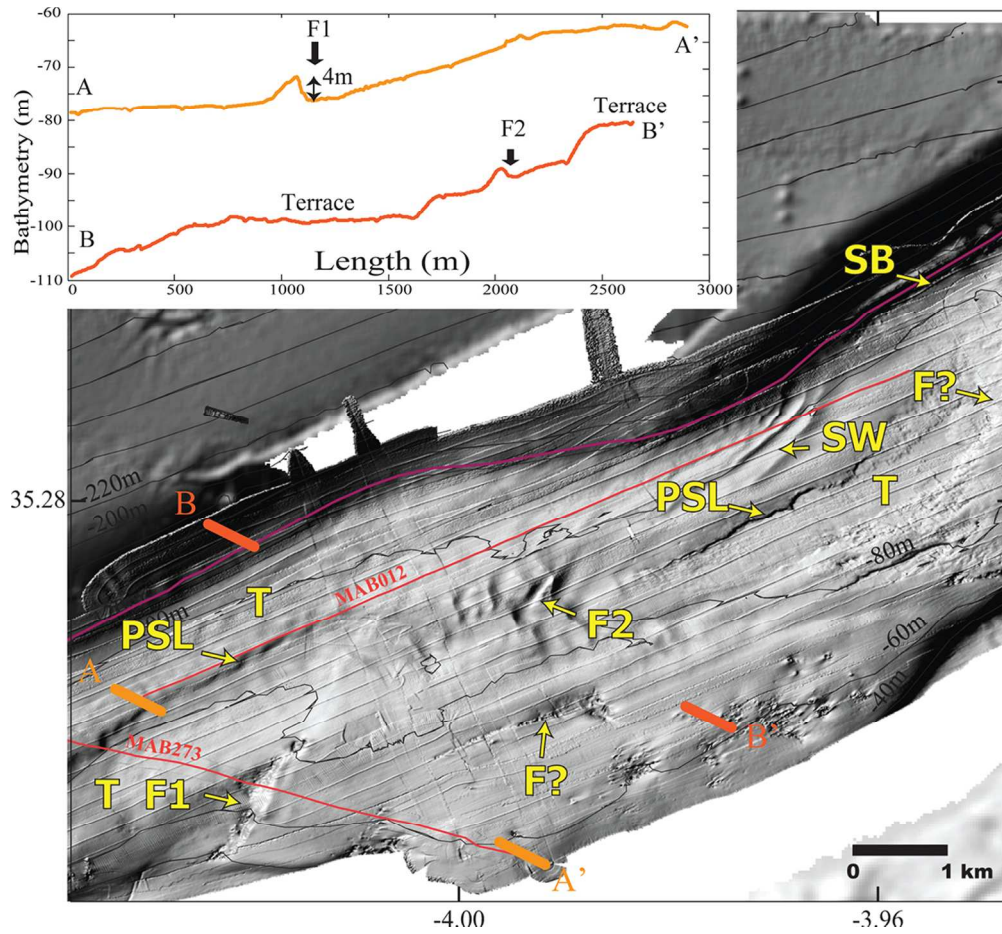 -60
-70
-80
-90
-100
-110
Bathymetry (m)
F1
4m
A
A’
Terrace
B’
F2
Terrace
B
Length (m)
0
500
1000
1500
2000
2500
3000
SB
F?
SW
PSL
T
-220m
-200m
35.28
B
MAB012
T
PSL
F2
-80m
-60m
-40m
A
MAB273
T
F1
F?
B’
A’
0
1 km
-4.00
-3.96